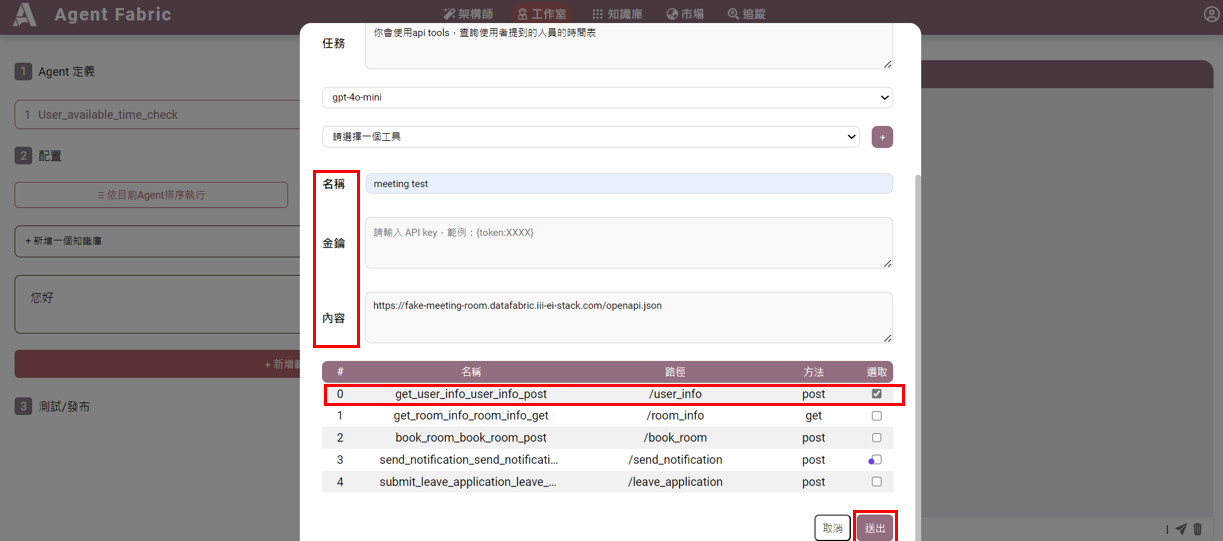 Agent Fabric
架構師
工作室
知識庫
市場
追蹤
1 Agent 定義
1 User_available_time_check
2 配置
依目前Agent排序執行
+ 新增一個知識庫
您好
+ 新增
3 測試/發布
任務
你會使用api tools,查詢使用者提到的人員的時間表
gpt-4o-mini
請選擇一個工具
+
名稱
meeting test
金鑰
請輸入 API key,範例:{token:XXXX}
內容
https://fake-meeting-room.datafabric.iii-ei-stack.com/openapi.json
# 名稱 路徑 方法 選取
0 get_user_info_user_info_post /user_info post
1 get_room_info_room_info_get /room_info get
2 book_room_book_room_post /book_room post
3 send_notification_send_notificati... /send_notification post
4 submit_leave_application_leave_... /leave_application post
取消
送出